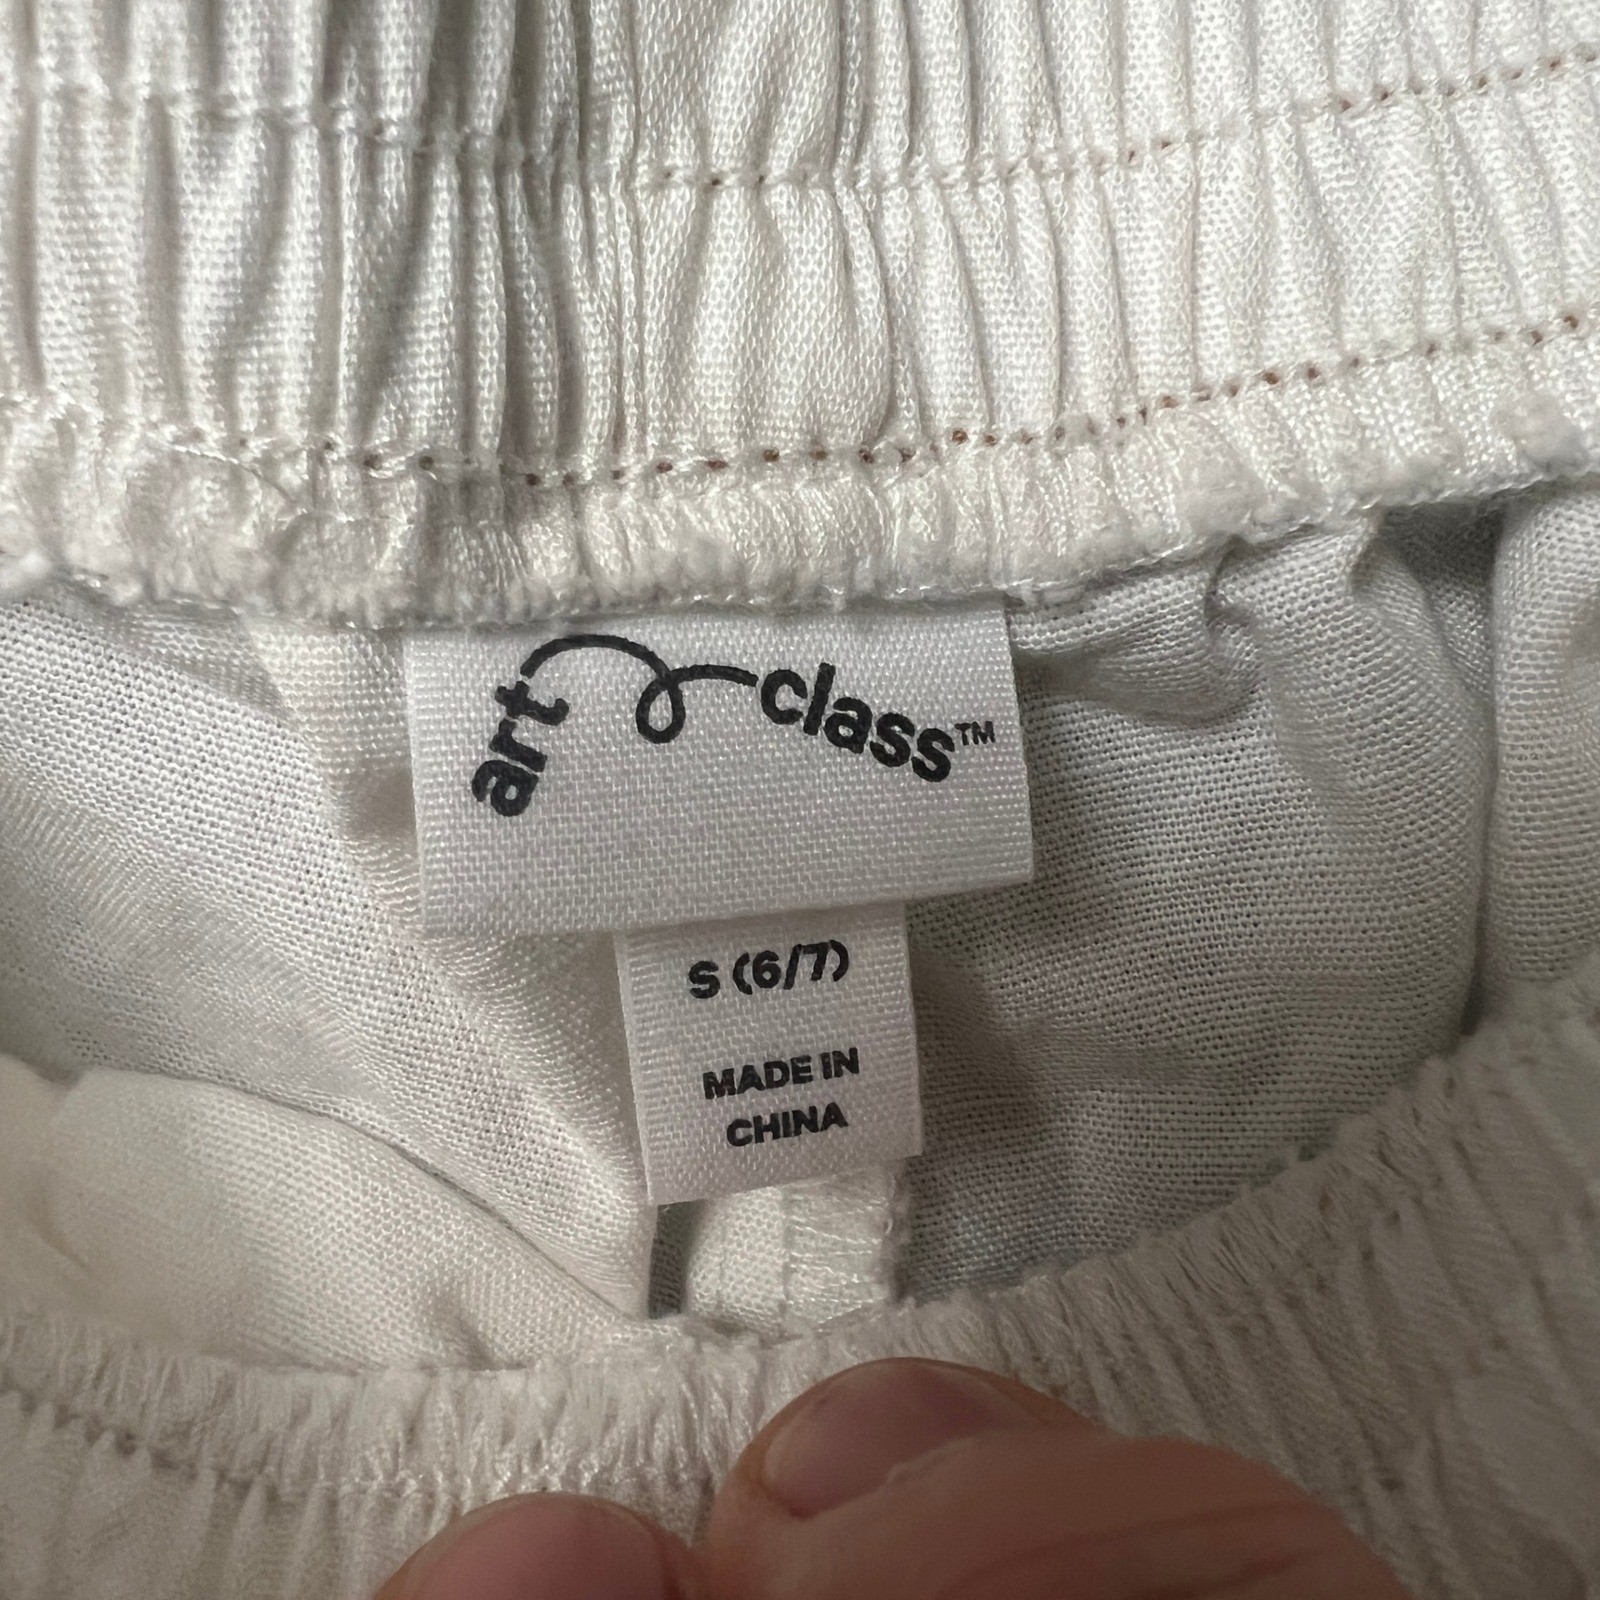 art class™
S (6/7)
MADE IN
CHINA